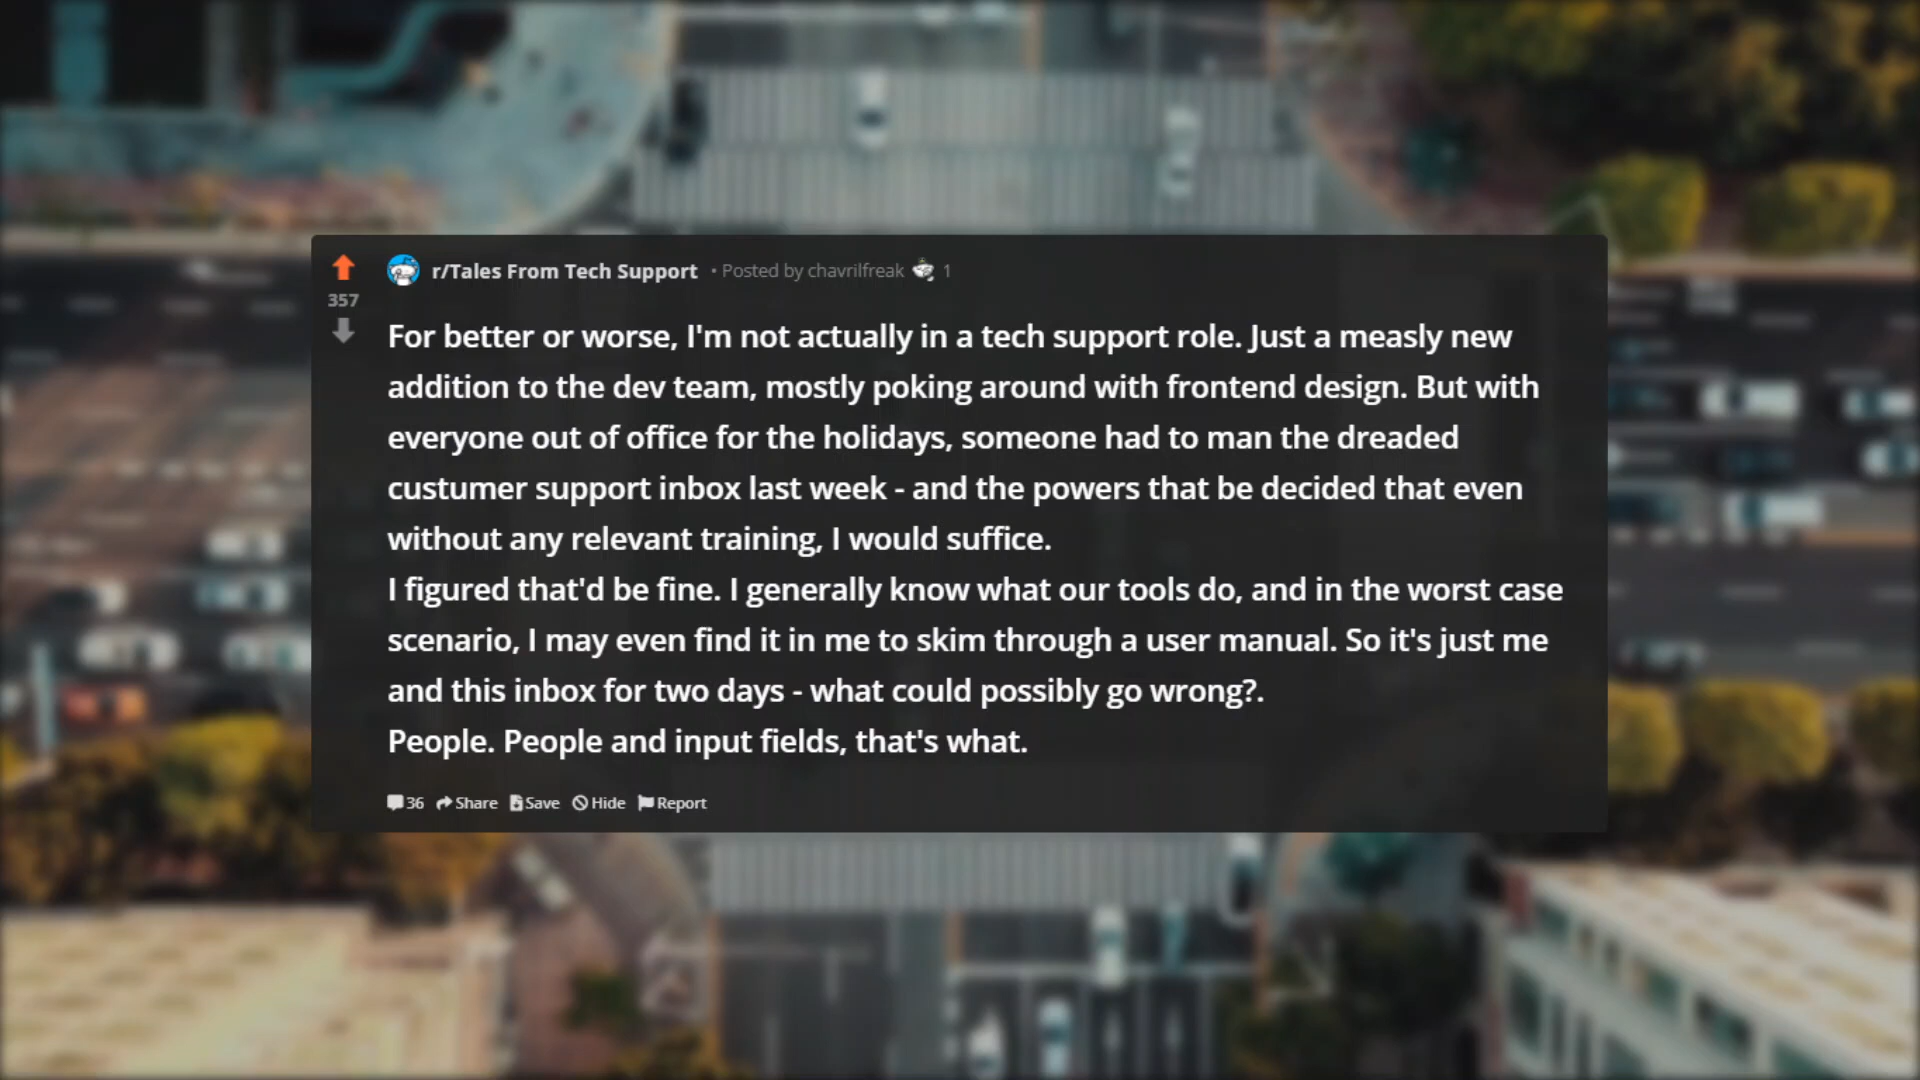 r/Tales From Tech Support • Posted by chavrilfreak 1
357
For better or worse, I'm not actually in a tech support role. Just a measly new
addition to the dev team, mostly poking around with frontend design. But with
everyone out of office for the holidays, someone had to man the dreaded
custumer support inbox last week - and the powers that be decided that even
without any relevant training, I would suffice.
I figured that'd be fine. I generally know what our tools do, and in the worst case
scenario, I may even find it in me to skim through a user manual. So it's just me
and this inbox for two days - what could possibly go wrong?.
People. People and input fields, that's what.
36 Share Save Hide Report